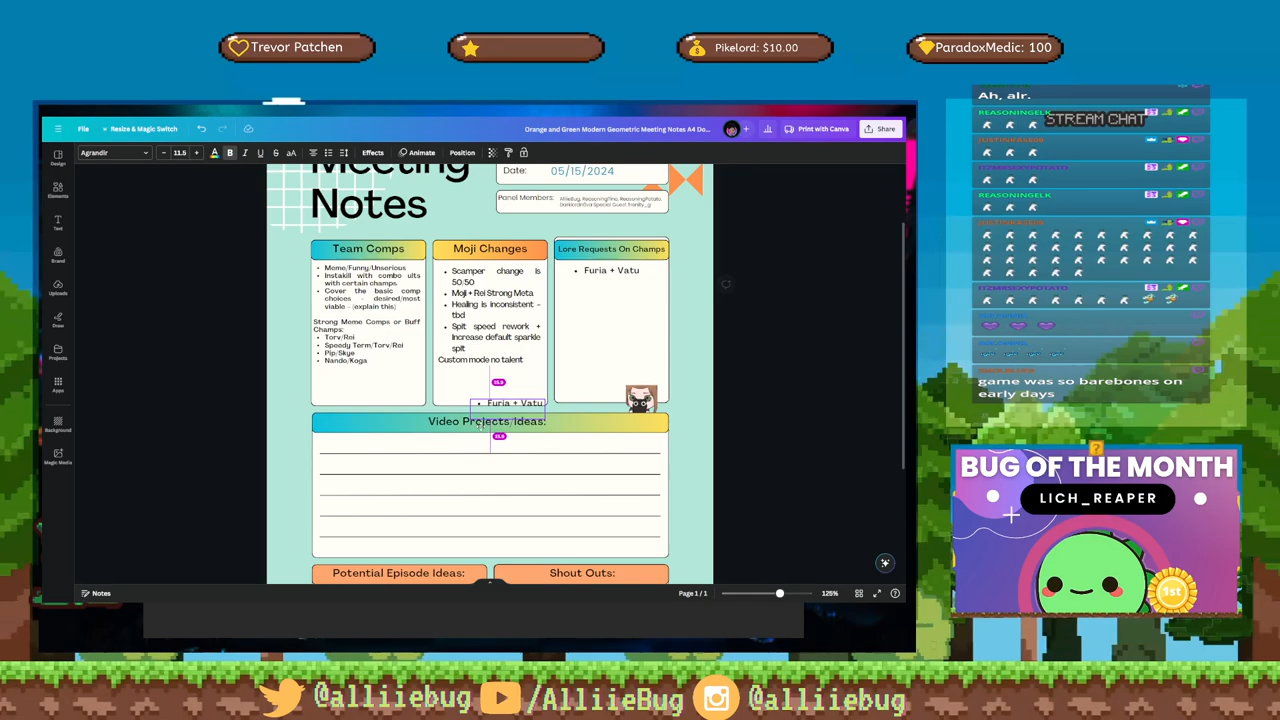 Trevor Patchen
Pikelord: $10.00
ParadoxMedic: 100
File
Resize & Magic Switch
Orange and Green Modern Geometric Meeting Notes A4 Do...
Print with Canva
Share
Agrandir
11.5
B
I
U
S
aA
Effects
Animate
Position
Design
Elements
Text
Brand
Uploads
Draw
Projects
Apps
Background
Magic Media
Meeting
Notes
Date:
05/15/2024
Panel Members:
Team Comps
Meme/Funny/Unserious
Instakill with combo ults
with certain champs
Cover the basic comp
choices - desired/most
viable - (explain this)
Strong Meme Comps or Buff
Champs:
Torv/Rei
Speedy Term/Torv/Rei
Pip/Skye
Nando/Koga
Moji Changes
Scamper change is
50/50
Moji + Rei Strong Meta
Healing is inconsistent -
tbd
Spit speed rework +
Increase default sparkle
spit
Custom mode no talent
Lore Requests On Champs
Furia + Vatu
Furia + Vatu
Video Projects/Ideas:
Potential Episode Ideas:
Shout Outs:
Notes
Page 1 / 1
125%
Ah, alr.
REASONINGELK
STREAM CHAT
REASONINGELK
game was so barebones on
early days
BUG OF THE MONTH
LICH_REAPER
1st
@alliiebug
/AlliieBug
@alliiebug